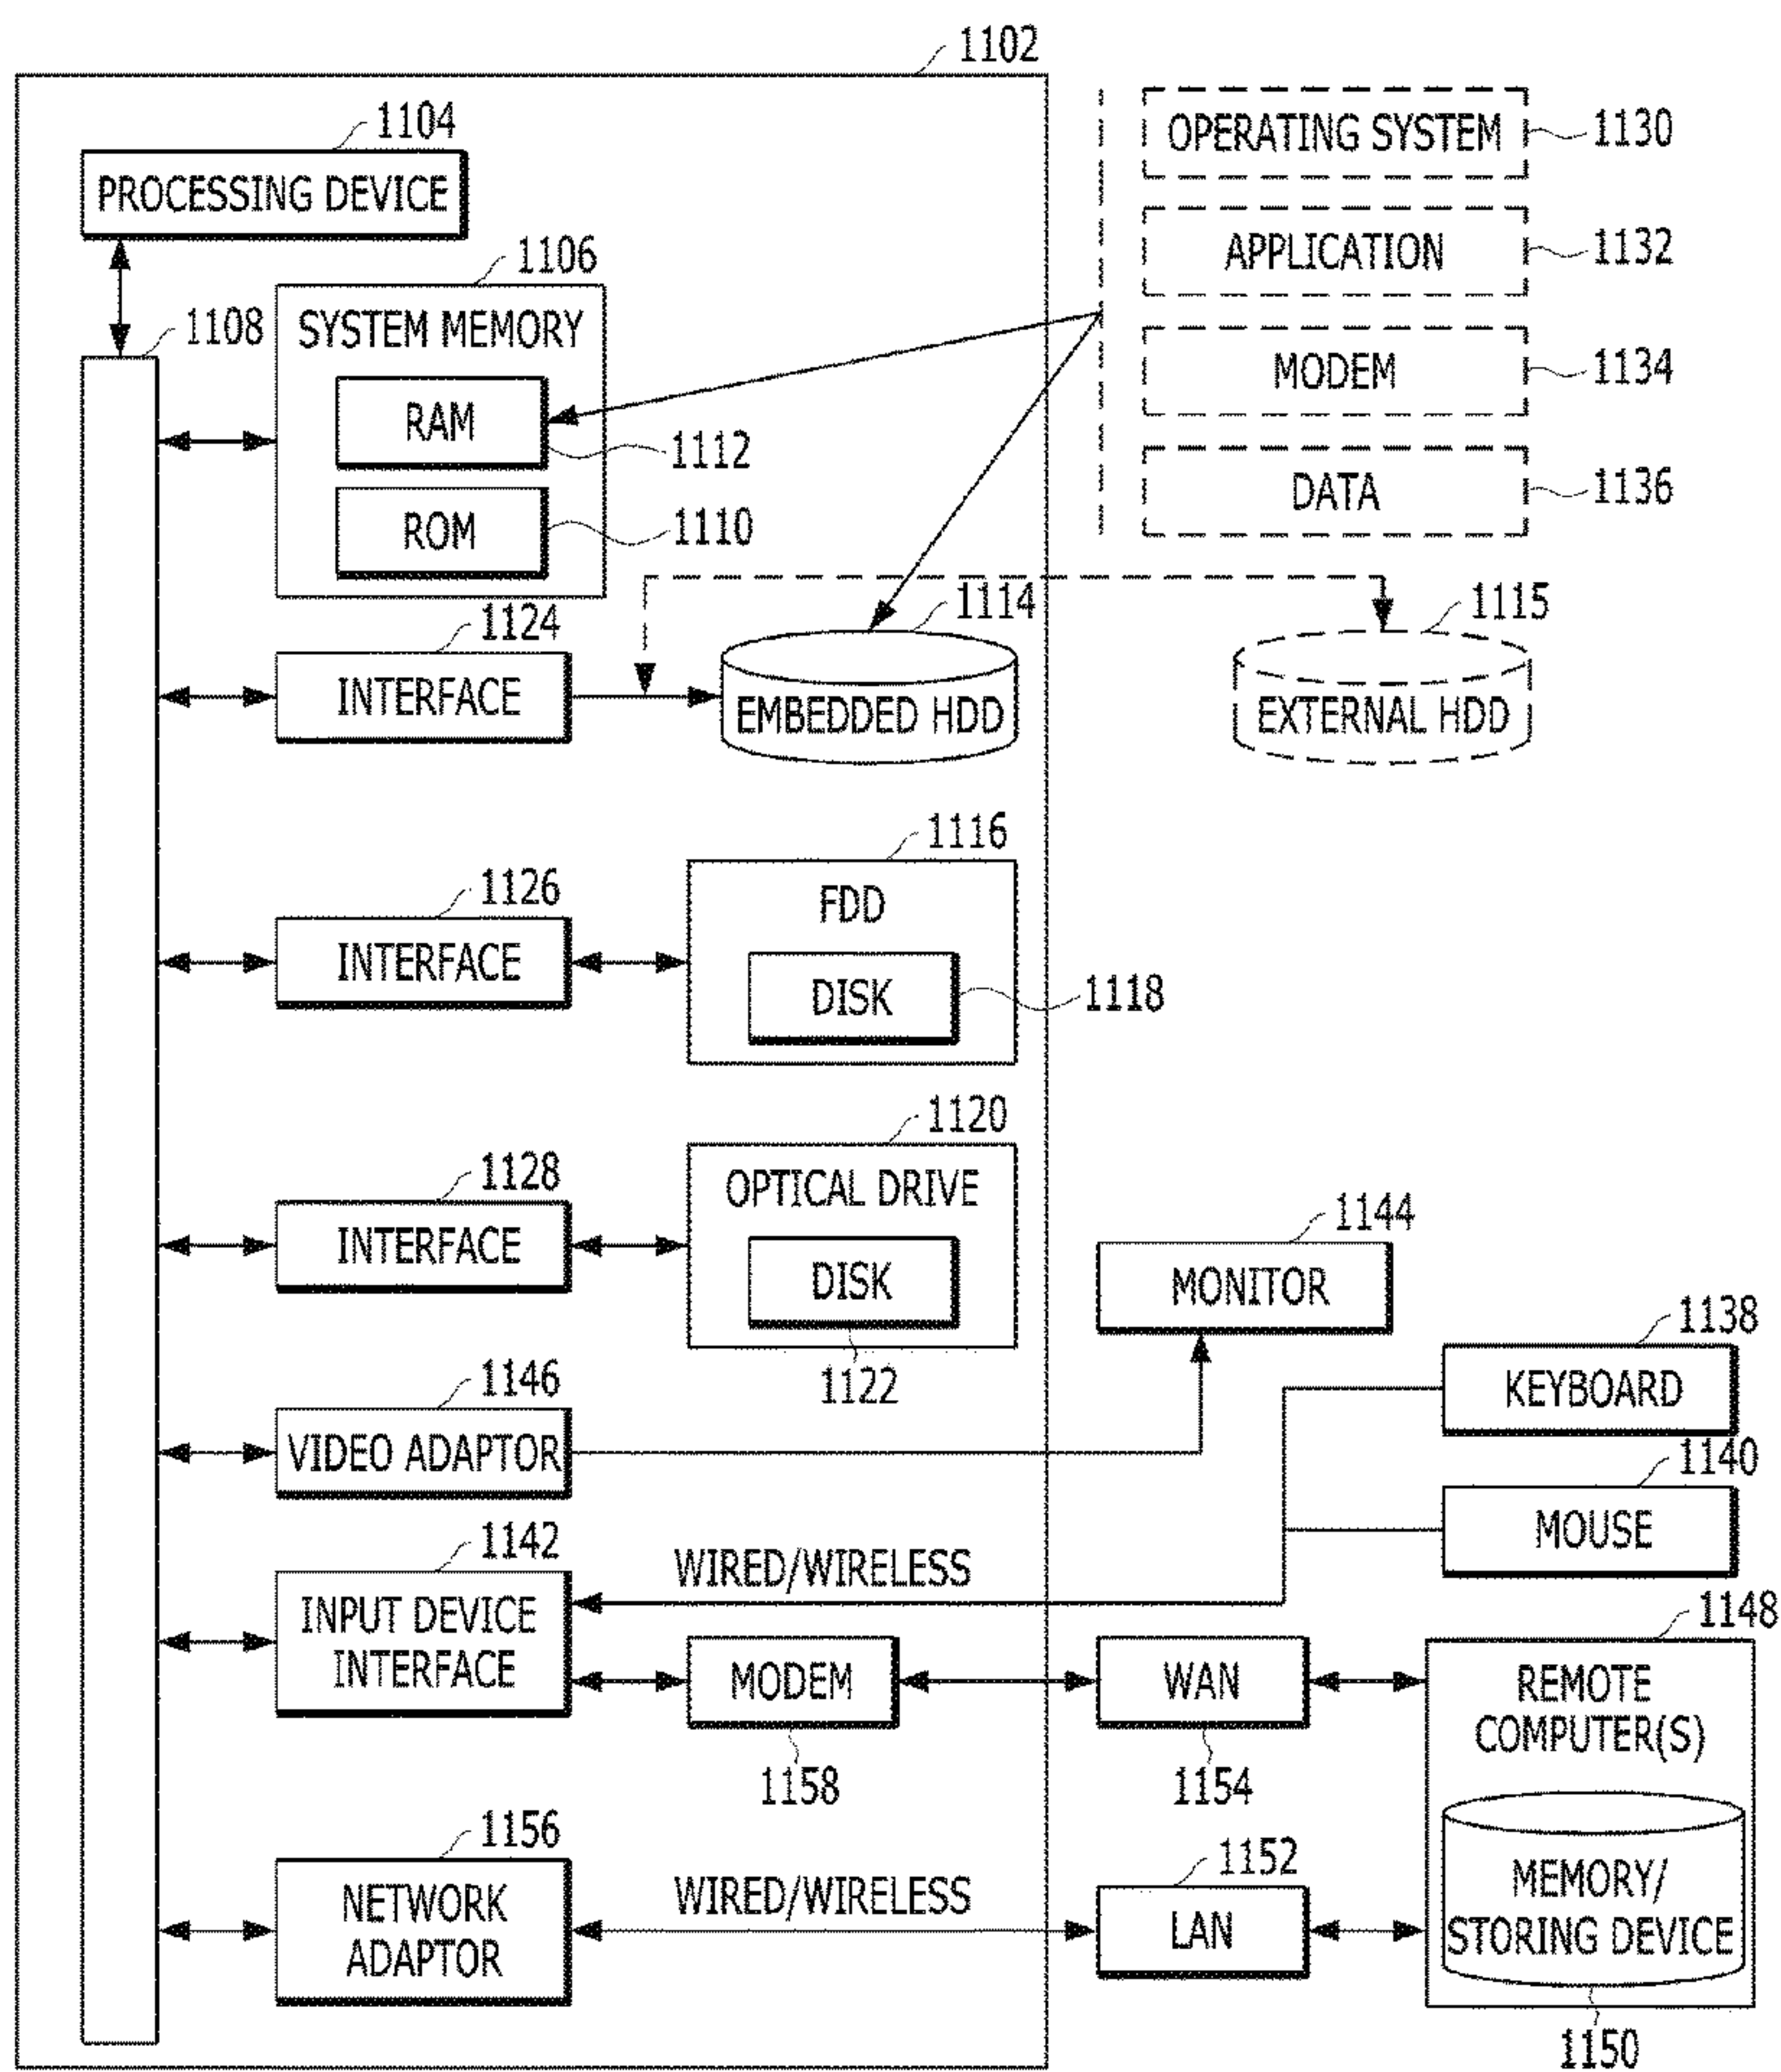 1102
1104
PROCESSING DEVICE
OPERATING SYSTEM
1130
1106
APPLICATION
1132
1108
SYSTEM MEMORY
MODEM
1134
RAM
1112
DATA
1136
ROM
1110
1124
1114
1115
INTERFACE
EMBEDDED HDD
EXTERNAL HDD
1116
1126
FDD
INTERFACE
DISK
1118
1120
1128
OPTICAL DRIVE
INTERFACE
DISK
1144
MONITOR
1138
KEYBOARD
1122
1146
VIDEO ADAPTOR
1140
MOUSE
1142
WIRED/WIRELESS
INPUT DEVICE
INTERFACE
1148
MODEM
WAN
REMOTE
COMPUTER(S)
1158
1154
1156
WIRED/WIRELESS
1152
NETWORK
ADAPTOR
LAN
MEMORY/
STORING DEVICE
1150